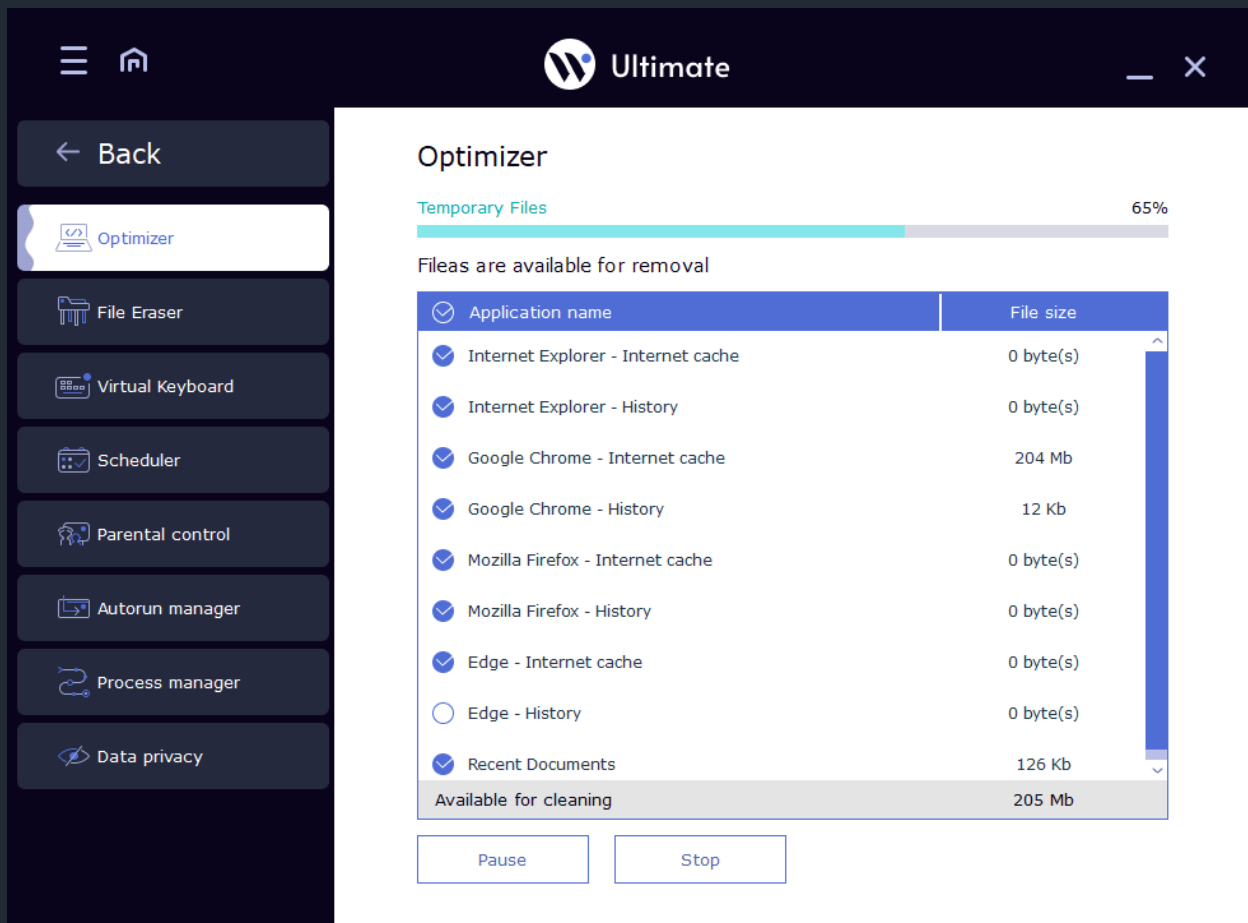 Ultimate
Back
Optimizer
File Eraser
Virtual Keyboard
Scheduler
Parental control
Autorun manager
Process manager
Data privacy
Optimizer
Temporary Files 65%
Fileas are available for removal
Application name File size
Internet Explorer - Internet cache 0 byte(s)
Internet Explorer - History 0 byte(s)
Google Chrome - Internet cache 204 Mb
Google Chrome - History 12 Kb
Mozilla Firefox - Internet cache 0 byte(s)
Mozilla Firefox - History 0 byte(s)
Edge - Internet cache 0 byte(s)
Edge - History 0 byte(s)
Recent Documents 126 Kb
Available for cleaning 205 Mb
Pause Stop